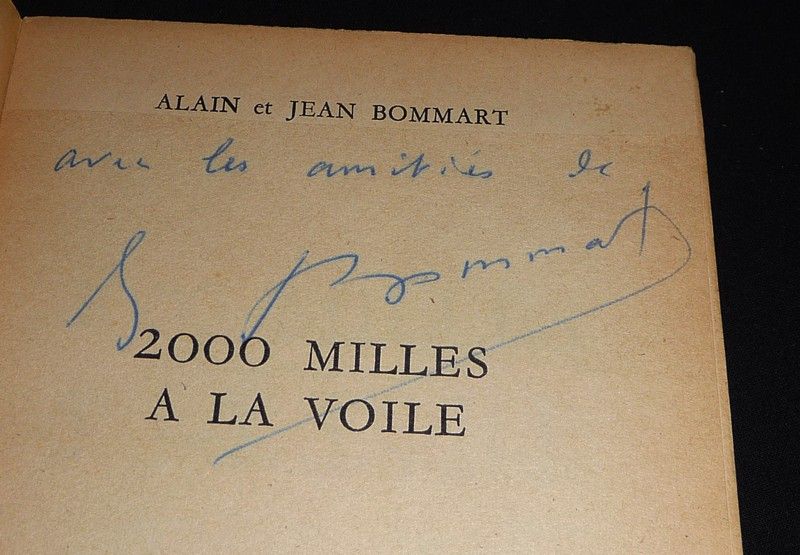 ALAIN et JEAN BOMMART
avec les amitiés de
Bommart
2000 MILLES
A LA VOILE